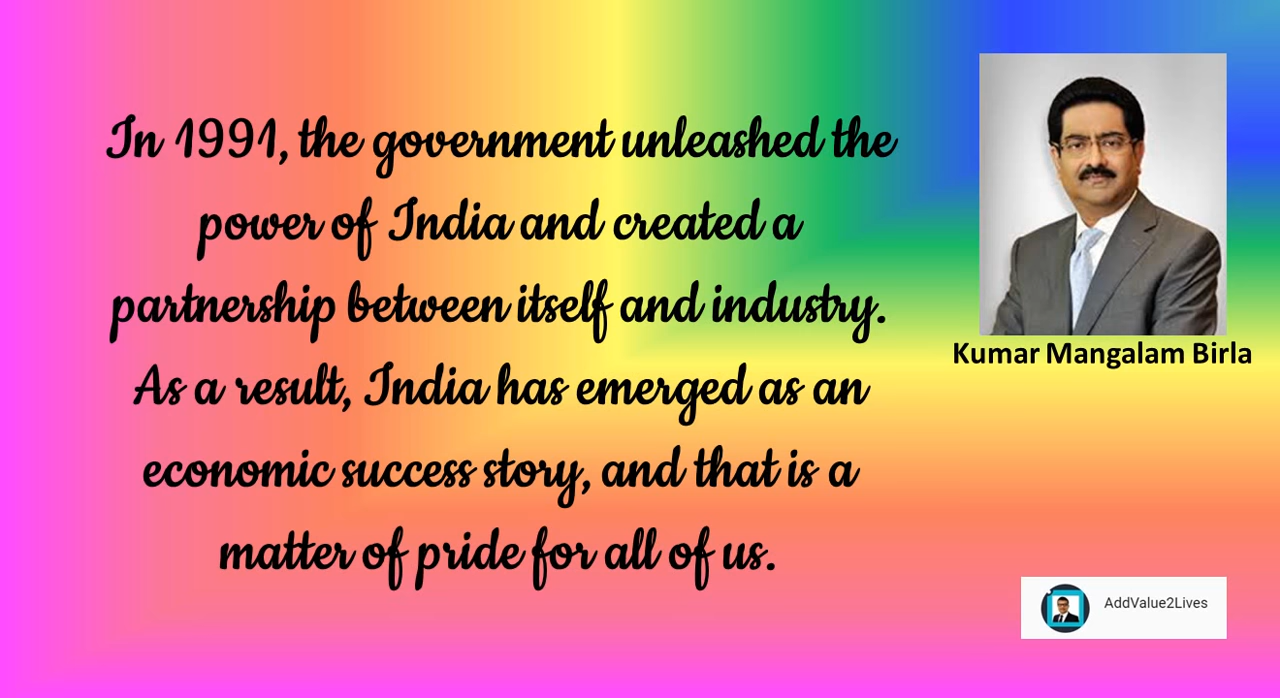 In 1991, the government unleashed the
power of India and created a
partnership between itself and industry.
As a result, India has emerged as an
economic success story, and that is a
matter of pride for all of us.
Kumar Mangalam Birla
AddValue2Lives